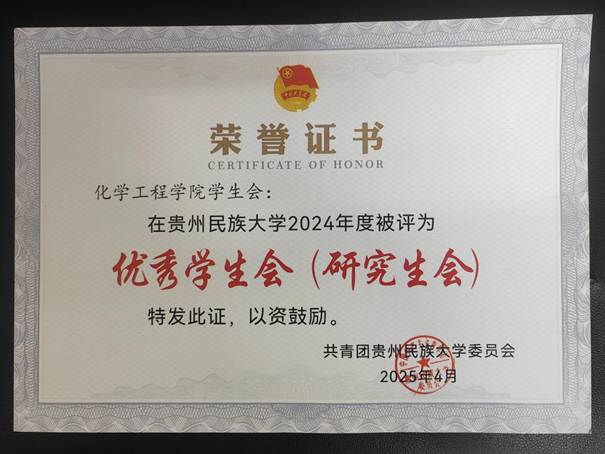 荣誉证书
CERTIFICATE OF HONOR
化学工程学院学生会：
在贵州民族大学2024年度被评为
优秀学生会（研究生会）
特发此证，以资鼓励。
共青团贵州民族大学委员会
2025年4月